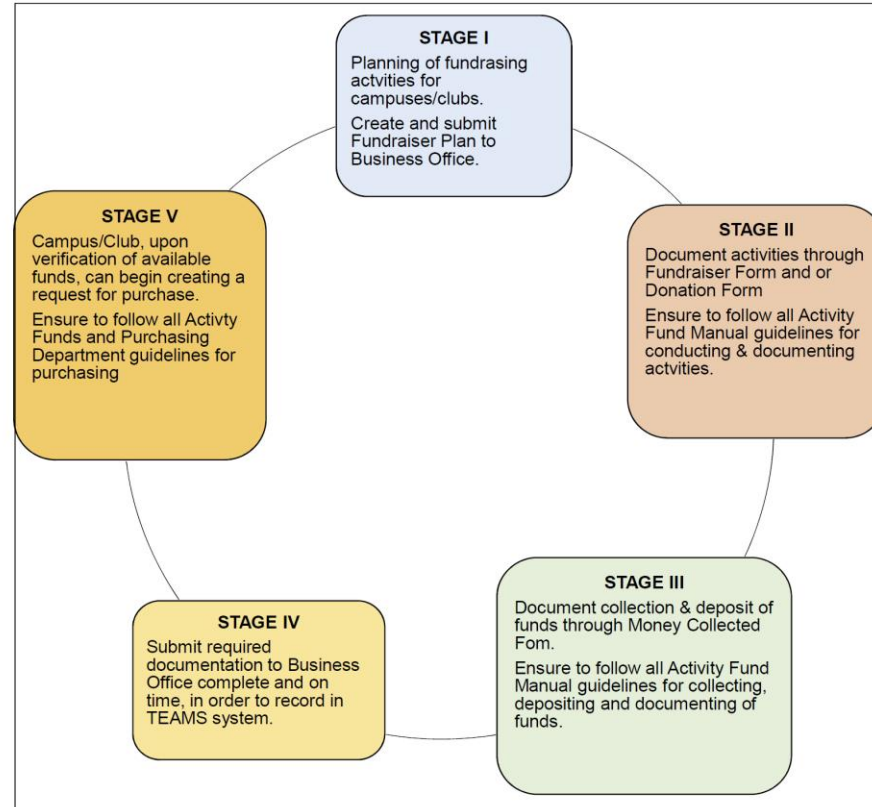 STAGE I
Planning of fundrasing
actvities for
campuses/clubs.
Create and submit
Fundraiser Plan to
Business Office.
STAGE II
Document activities through
Fundraiser Form and or
Donation Form
Ensure to follow all Activity
Fund Manual guidelines for
conducting & documenting
actvities.
STAGE III
Document collection & deposit of
funds through Money Collected
Fom.
Ensure to follow all Activity Fund
Manual guidelines for collecting,
depositing and documenting of
funds.
STAGE IV
Submit required
documentation to Business
Office complete and on
time, in order to record in
TEAMS system.
STAGE V
Campus/Club, upon
verification of available
funds, can begin creating a
request for purchase.
Ensure to follow all Activty
Funds and Purchasing
Department guidelines for
purchasing